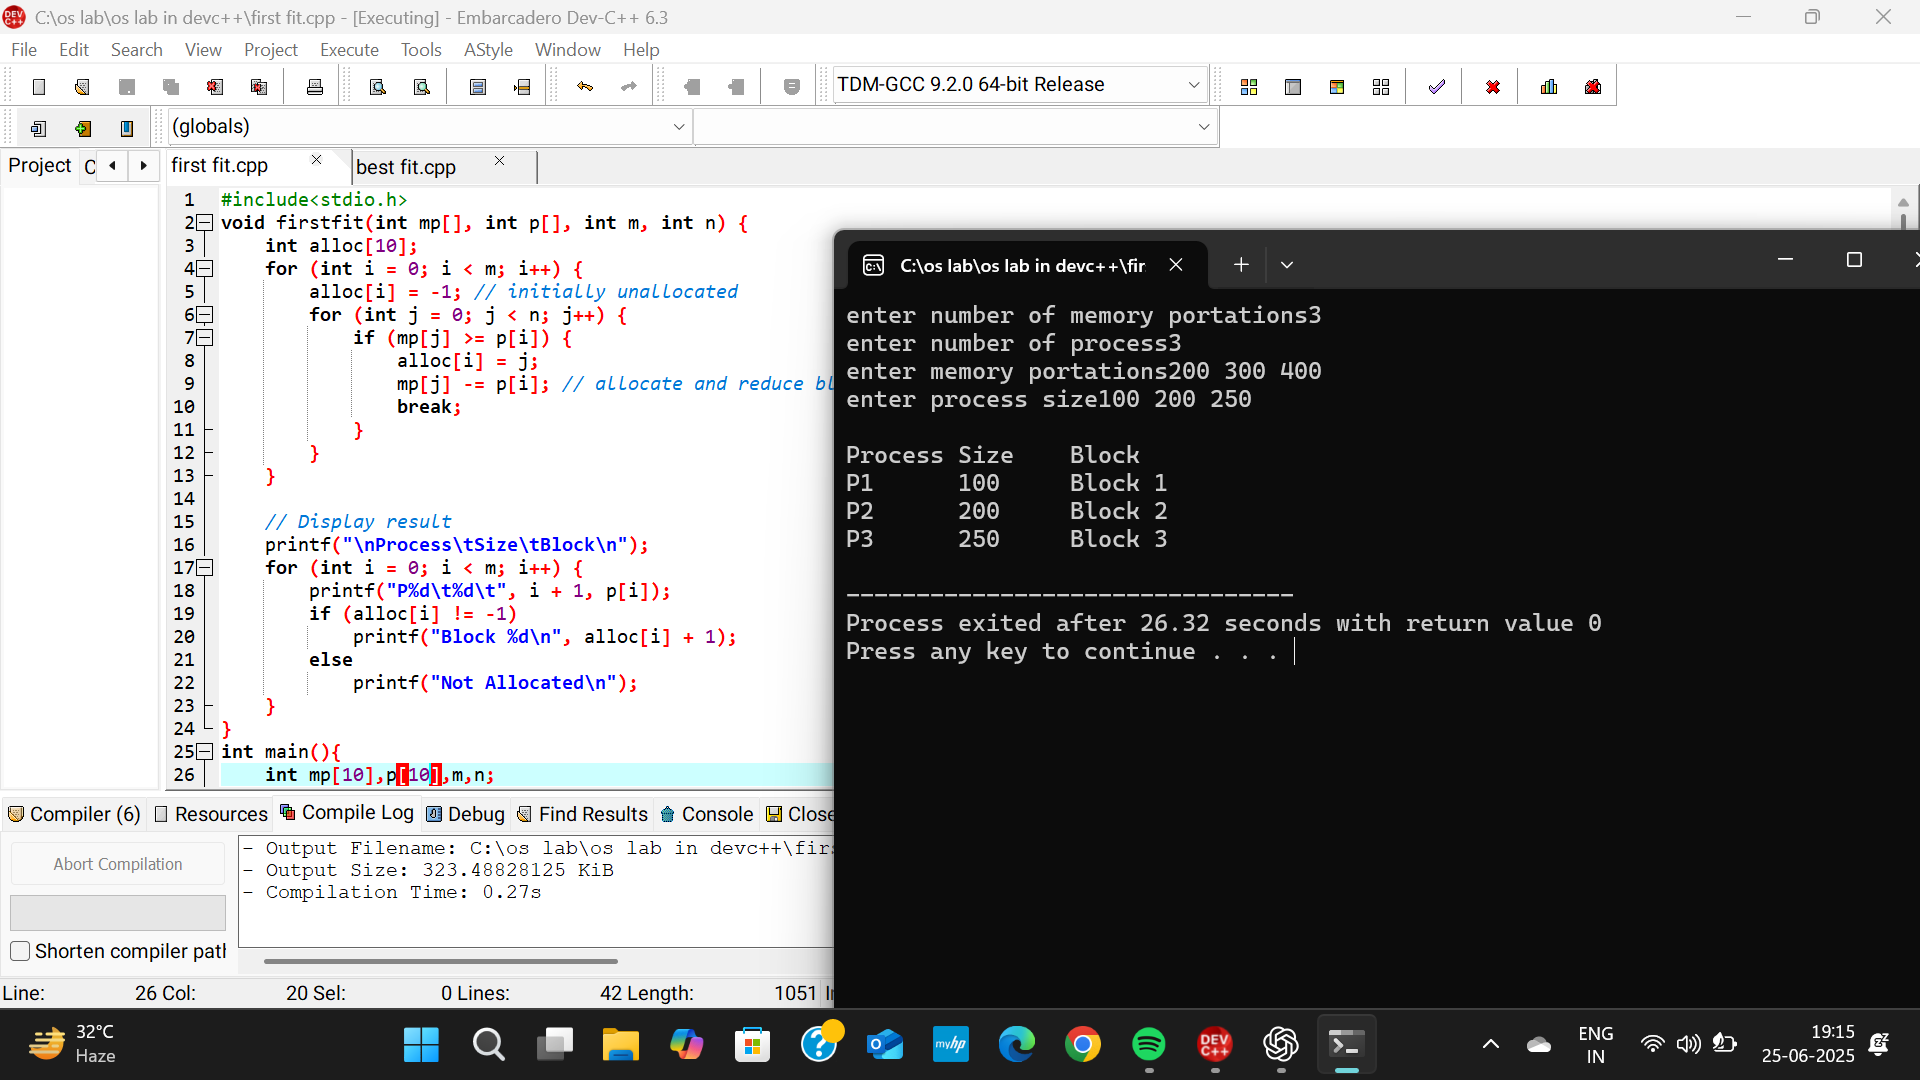 C:\os lab\os lab in devc++\first fit.cpp - [Executing] - Embarcadero Dev-C++ 6.3
File Edit Search View Project Execute Tools AStyle Window Help
TDM-GCC 9.2.0 64-bit Release
(globals)
Project C first fit.cpp best fit.cpp
1 #include<stdio.h>
2 void firstfit(int mp[], int p[], int m, int n) {
3 int alloc[10];
4 for (int i = 0; i < m; i++) {
5 alloc[i] = -1; // initially unallocated
6 for (int j = 0; j < n; j++) {
7 if (mp[j] >= p[i]) {
8 alloc[i] = j;
9 mp[j] -= p[i]; // allocate and reduce bl
10 break;
11 }
12 }
13 }
14
15 // Display result
16 printf("\nProcess\tSize\tBlock\n");
17 for (int i = 0; i < m; i++) {
18 printf("P%d\t%d\t", i + 1, p[i]);
19 if (alloc[i] != -1)
20 printf("Block %d\n", alloc[i] + 1);
21 else
22 printf("Not Allocated\n");
23 }
24 }
25 int main(){
26 int mp[10],p[10],m,n;
C:\os lab\os lab in devc++\fir
enter number of memory portations3
enter number of process3
enter memory portations200 300 400
enter process size100 200 250
Process Size Block
P1 100 Block 1
P2 200 Block 2
P3 250 Block 3
--------------------------------
Process exited after 26.32 seconds with return value 0
Press any key to continue . . .
Compiler (6) Resources Compile Log Debug Find Results Console Close
Abort Compilation
Shorten compiler path
- Output Filename: C:\os lab\os lab in devc++\firs
- Output Size: 323.48828125 KiB
- Compilation Time: 0.27s
Line: 26 Col: 20 Sel: 0 Lines: 42 Length: 1051
32°C
Haze
myhp
DEV
C++
ENG
IN
19:15
25-06-2025